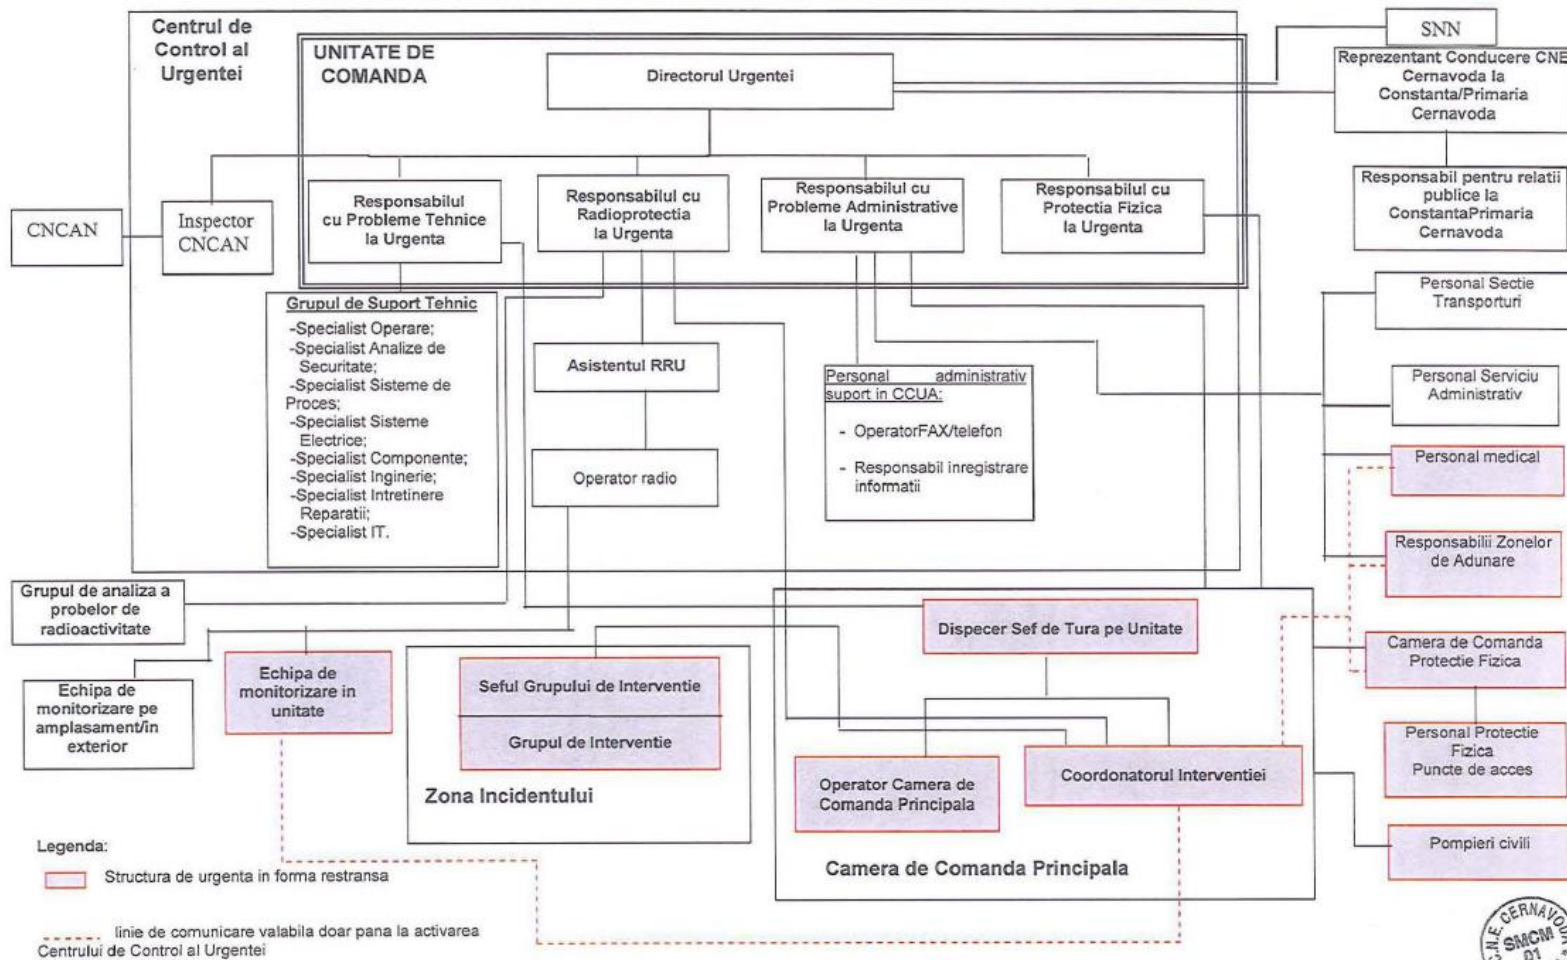 Centrul de
Control al
Urgentei
UNITATE DE
COMANDA
Directorul Urgentei
SNN
Reprezentant Conducere CNE
Cernavoda la
Constanta/Primaria
Cernavoda
Responsabil pentru relatii
publice la
ConstantaPrimaria
Cernavoda
CNCAN
Inspector
CNCAN
Responsabilul
cu Probleme Tehnice
la Urgenta
Responsabilul cu
Radioprotectia
la Urgenta
Responsabilul cu
Probleme Administrative
la Urgenta
Responsabilul cu
Protectia Fizica
la Urgenta
Grupul de Suport Tehnic
-Specialist Operare;
-Specialist Analize de
Securitate;
-Specialist Sisteme de
Proces;
-Specialist Sisteme
Electrice;
-Specialist Componente;
-Specialist Inginerie;
-Specialist Intretinere
Reparatii;
-Specialist IT.
Asistentul RRU
Operator radio
Personal administrativ
suport in CCUA:
- OperatorFAX/telefon
- Responsabil inregistrare
informatii
Personal Sectie
Transporturi
Personal Serviciu
Administrativ
Personal medical
Responsabilii Zonelor
de Adunare
Camera de Comanda
Protectie Fizica
Personal Protectie
Fizica
Puncte de acces
Pompieri civili
Grupul de analiza a
probelor de
radioactivitate
Echipa de
monitorizare pe
amplasament/in
exterior
Echipa de
monitorizare in
unitate
Seful Grupului de Interventie
Grupul de Interventie
Zona Incidentului
Dispecer Sef de Tura pe Unitate
Operator Camera de
Comanda Principala
Coordonatorul Interventiei
Camera de Comanda Principala
Legenda:
Structura de urgenta in forma restransa
linie de comunicare valabila doar pana la activarea
Centrului de Control al Urgentei
C.N.E. CERNAVODA
SMCM
01